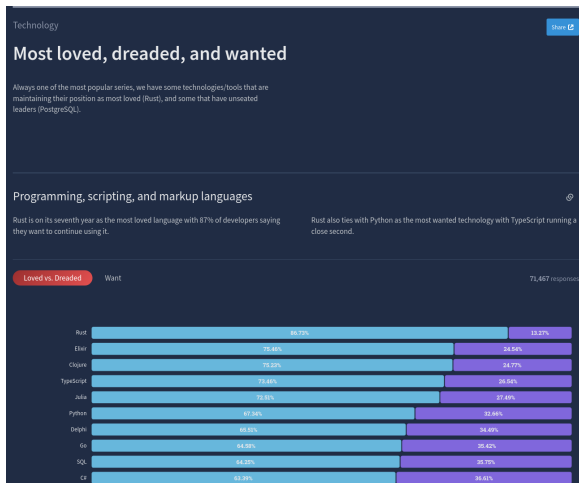 Technology
Share
Most loved, dreaded, and wanted
Always one of the most popular series, we have some technologies/tools that are
maintaining their position as most loved (Rust), and some that have unseated
leaders (PostgreSQL).
Programming, scripting, and markup languages
Rust is on its seventh year as the most loved language with 87% of developers saying
they want to continue using it.
Rust also ties with Python as the most wanted technology with TypeScript running a
close second.
Loved vs. Dreaded Want 71,467 responses
Rust 86.73% 13.27%
Elixir 75.46% 24.54%
Clojure 75.23% 24.77%
TypeScript 73.46% 26.54%
Julia 72.51% 27.49%
Python 67.34% 32.66%
Delphi 65.51% 34.49%
Go 64.58% 35.42%
SQL 64.25% 35.75%
C# 63.39% 36.61%